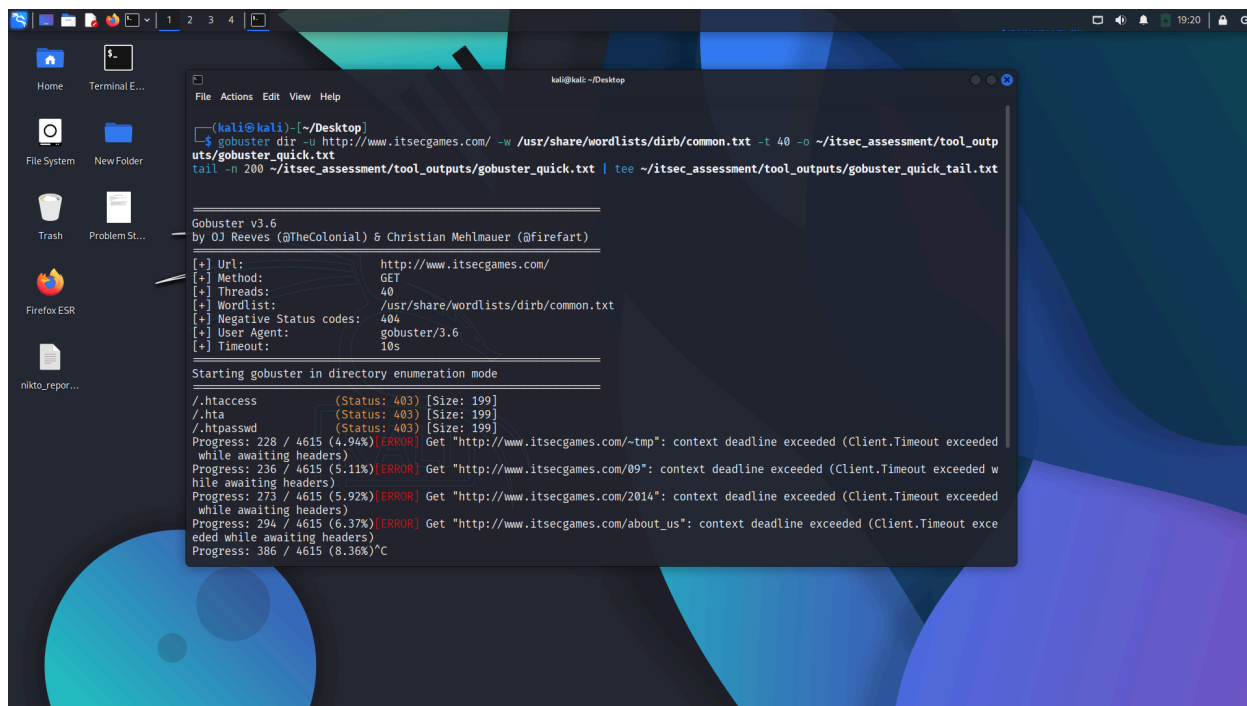 1 2 3 4
19:20
Home
Terminal E...
File System
New Folder
Trash
Problem St...
Firefox ESR
nikto_repor...
kali@kali: ~/Desktop
File Actions Edit View Help
┌──(kali㉿kali)-[~/Desktop]
└─$ gobuster dir -u http://www.itsecgames.com/ -w /usr/share/wordlists/dirb/common.txt -t 40 -o ~/itsec_assessment/tool_outp
uts/gobuster_quick.txt
tail -n 200 ~/itsec_assessment/tool_outputs/gobuster_quick.txt | tee ~/itsec_assessment/tool_outputs/gobuster_quick_tail.txt
===============================================================
Gobuster v3.6
by OJ Reeves (@TheColonial) & Christian Mehlmauer (@firefart)
===============================================================
[+] Url: http://www.itsecgames.com/
[+] Method: GET
[+] Threads: 40
[+] Wordlist: /usr/share/wordlists/dirb/common.txt
[+] Negative Status codes: 404
[+] User Agent: gobuster/3.6
[+] Timeout: 10s
===============================================================
Starting gobuster in directory enumeration mode
===============================================================
/.htaccess (Status: 403) [Size: 199]
/.hta (Status: 403) [Size: 199]
/.htpasswd (Status: 403) [Size: 199]
Progress: 228 / 4615 (4.94%)[ERROR] Get "http://www.itsecgames.com/~tmp": context deadline exceeded (Client.Timeout exceeded
while awaiting headers)
Progress: 236 / 4615 (5.11%)[ERROR] Get "http://www.itsecgames.com/09": context deadline exceeded (Client.Timeout exceeded w
hile awaiting headers)
Progress: 273 / 4615 (5.92%)[ERROR] Get "http://www.itsecgames.com/2014": context deadline exceeded (Client.Timeout exceeded
while awaiting headers)
Progress: 294 / 4615 (6.37%)[ERROR] Get "http://www.itsecgames.com/about_us": context deadline exceeded (Client.Timeout exce
eded while awaiting headers)
Progress: 386 / 4615 (8.36%)^C